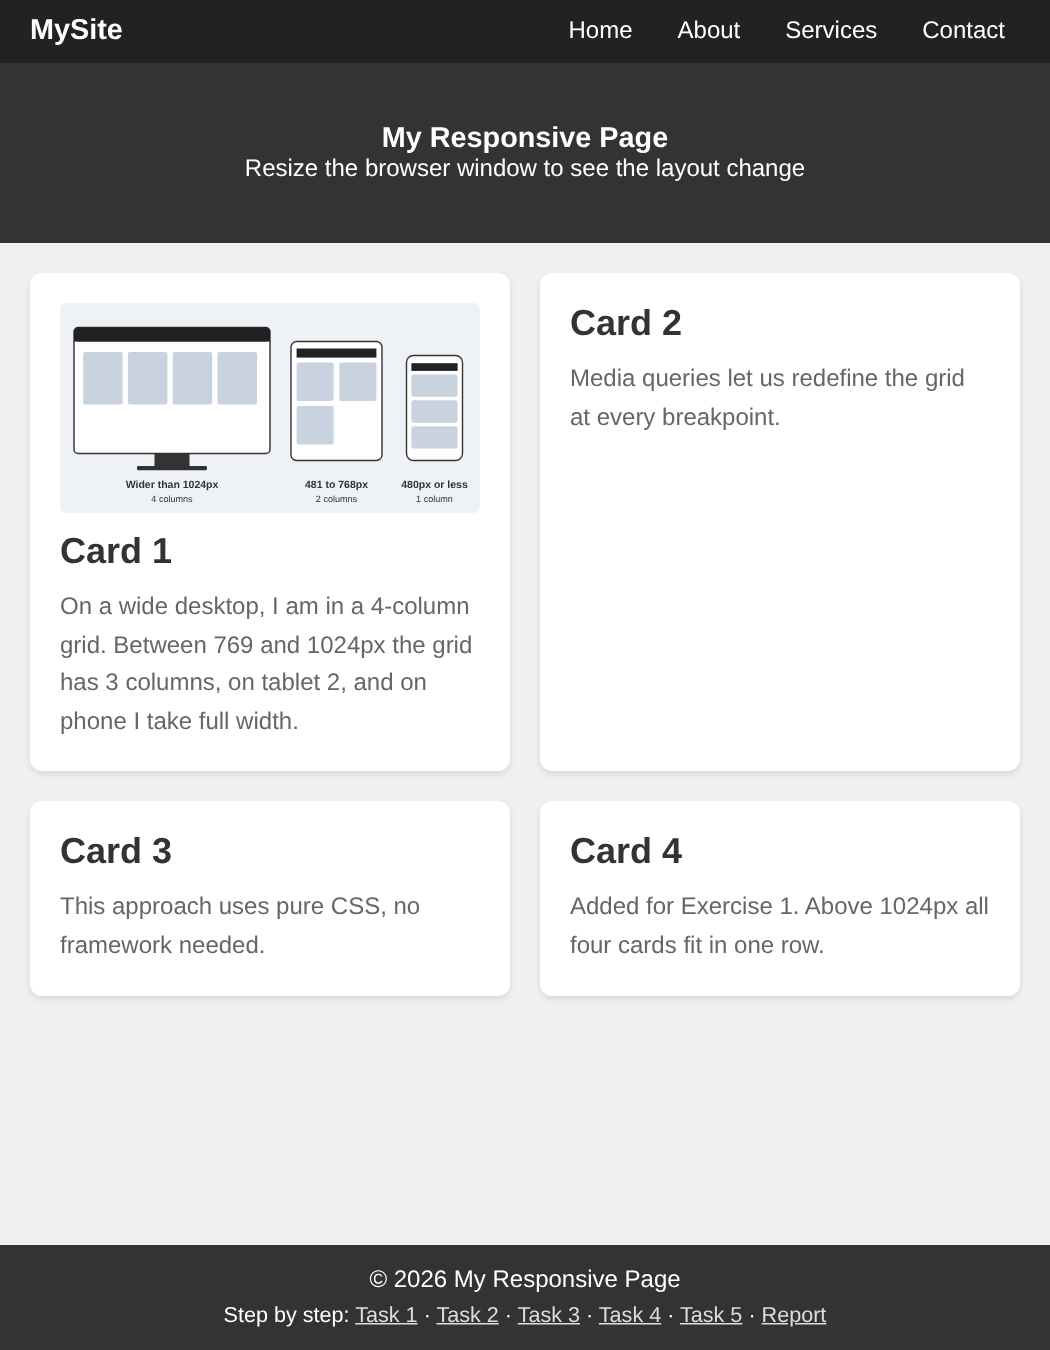 MySite
Home About Services Contact
My Responsive Page
Resize the browser window to see the layout change
Wider than 1024px
4 columns
481 to 768px
2 columns
480px or less
1 column
Card 1
On a wide desktop, I am in a 4-column
grid. Between 769 and 1024px the grid
has 3 columns, on tablet 2, and on
phone I take full width.
Card 2
Media queries let us redefine the grid
at every breakpoint.
Card 3
This approach uses pure CSS, no
framework needed.
Card 4
Added for Exercise 1. Above 1024px all
four cards fit in one row.
© 2026 My Responsive Page
Step by step: Task 1 · Task 2 · Task 3 · Task 4 · Task 5 · Report